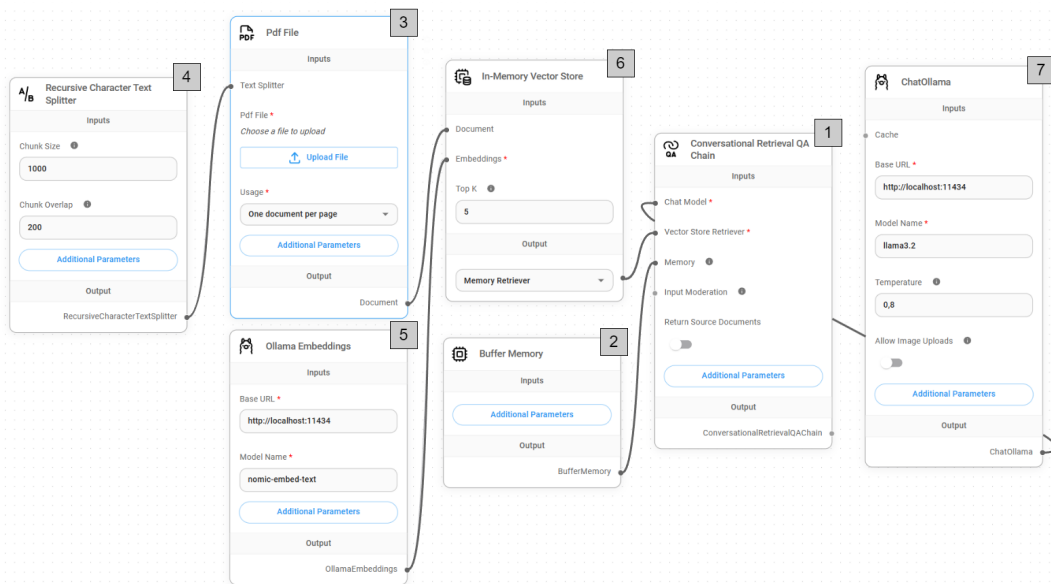 4
Recursive Character Text
Splitter
Inputs
Chunk Size
1000
Chunk Overlap
200
Additional Parameters
Output
RecursiveCharacterTextSplitter
3
PDF
Pdf File
Inputs
Text Splitter
Pdf File *
Choose a file to upload
Upload File
Usage *
One document per page
Additional Parameters
Output
Document
5
Ollama Embeddings
Inputs
Base URL *
http://localhost:11434
Model Name *
nomic-embed-text
Additional Parameters
Output
OllamaEmbeddings
6
In-Memory Vector Store
Inputs
Document
Embeddings *
Top K
5
Output
Memory Retriever
2
Buffer Memory
Inputs
Additional Parameters
Output
BufferMemory
1
QA
Conversational Retrieval QA
Chain
Inputs
Chat Model *
Vector Store Retriever *
Memory
Input Moderation
Return Source Documents
Additional Parameters
Output
ConversationalRetrievalQAChain
7
ChatOllama
Inputs
Cache
Base URL *
http://localhost:11434
Model Name *
llama3.2
Temperature
0,8
Allow Image Uploads
Additional Parameters
Output
ChatOllama